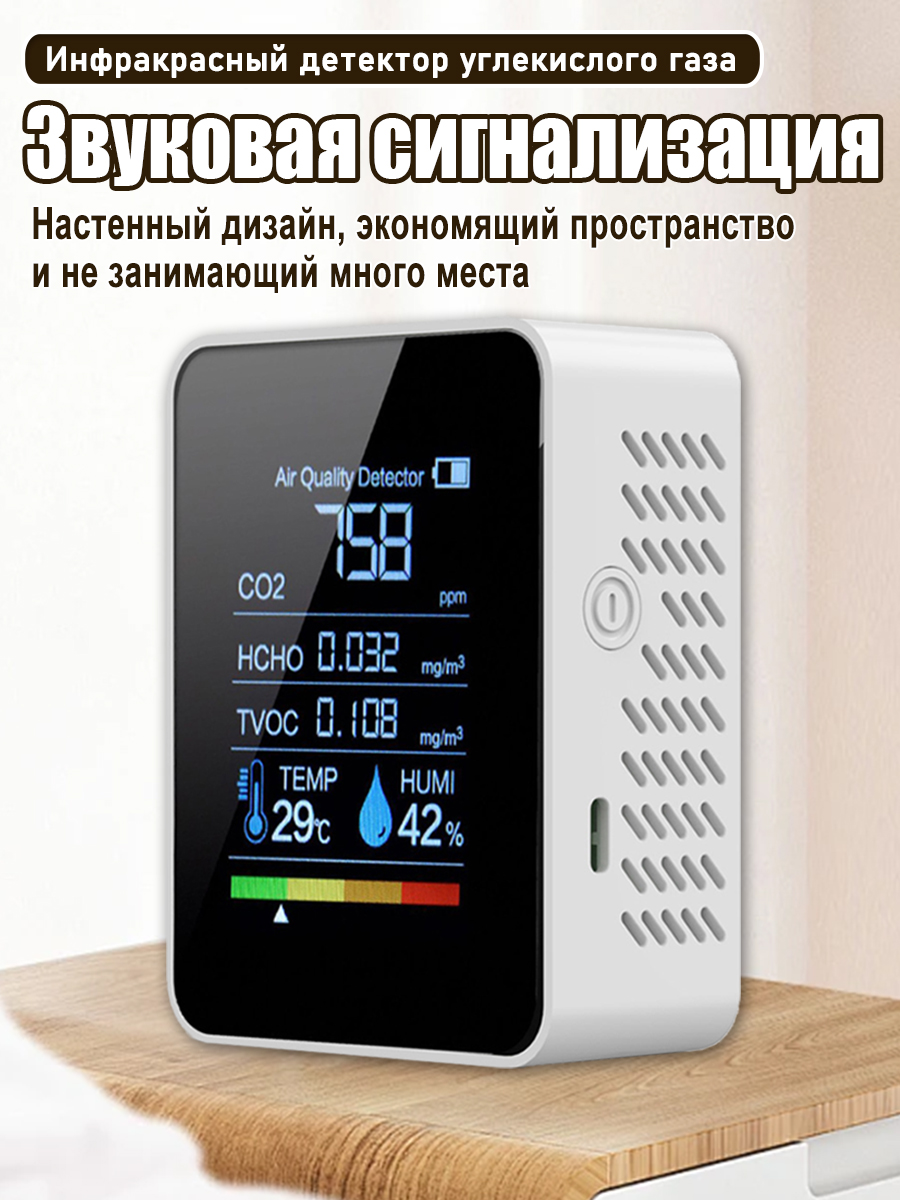 Инфракрасный детектор углекислого газа
Звуковая сигнализация
Настенный дизайн, экономящий пространство
и не занимающий много места
Air Quality Detector
758
CO2
ppm
HCHO 0.032 mg/m³
TVOC 0.108 mg/m³
TEMP HUMI
29℃ 42%